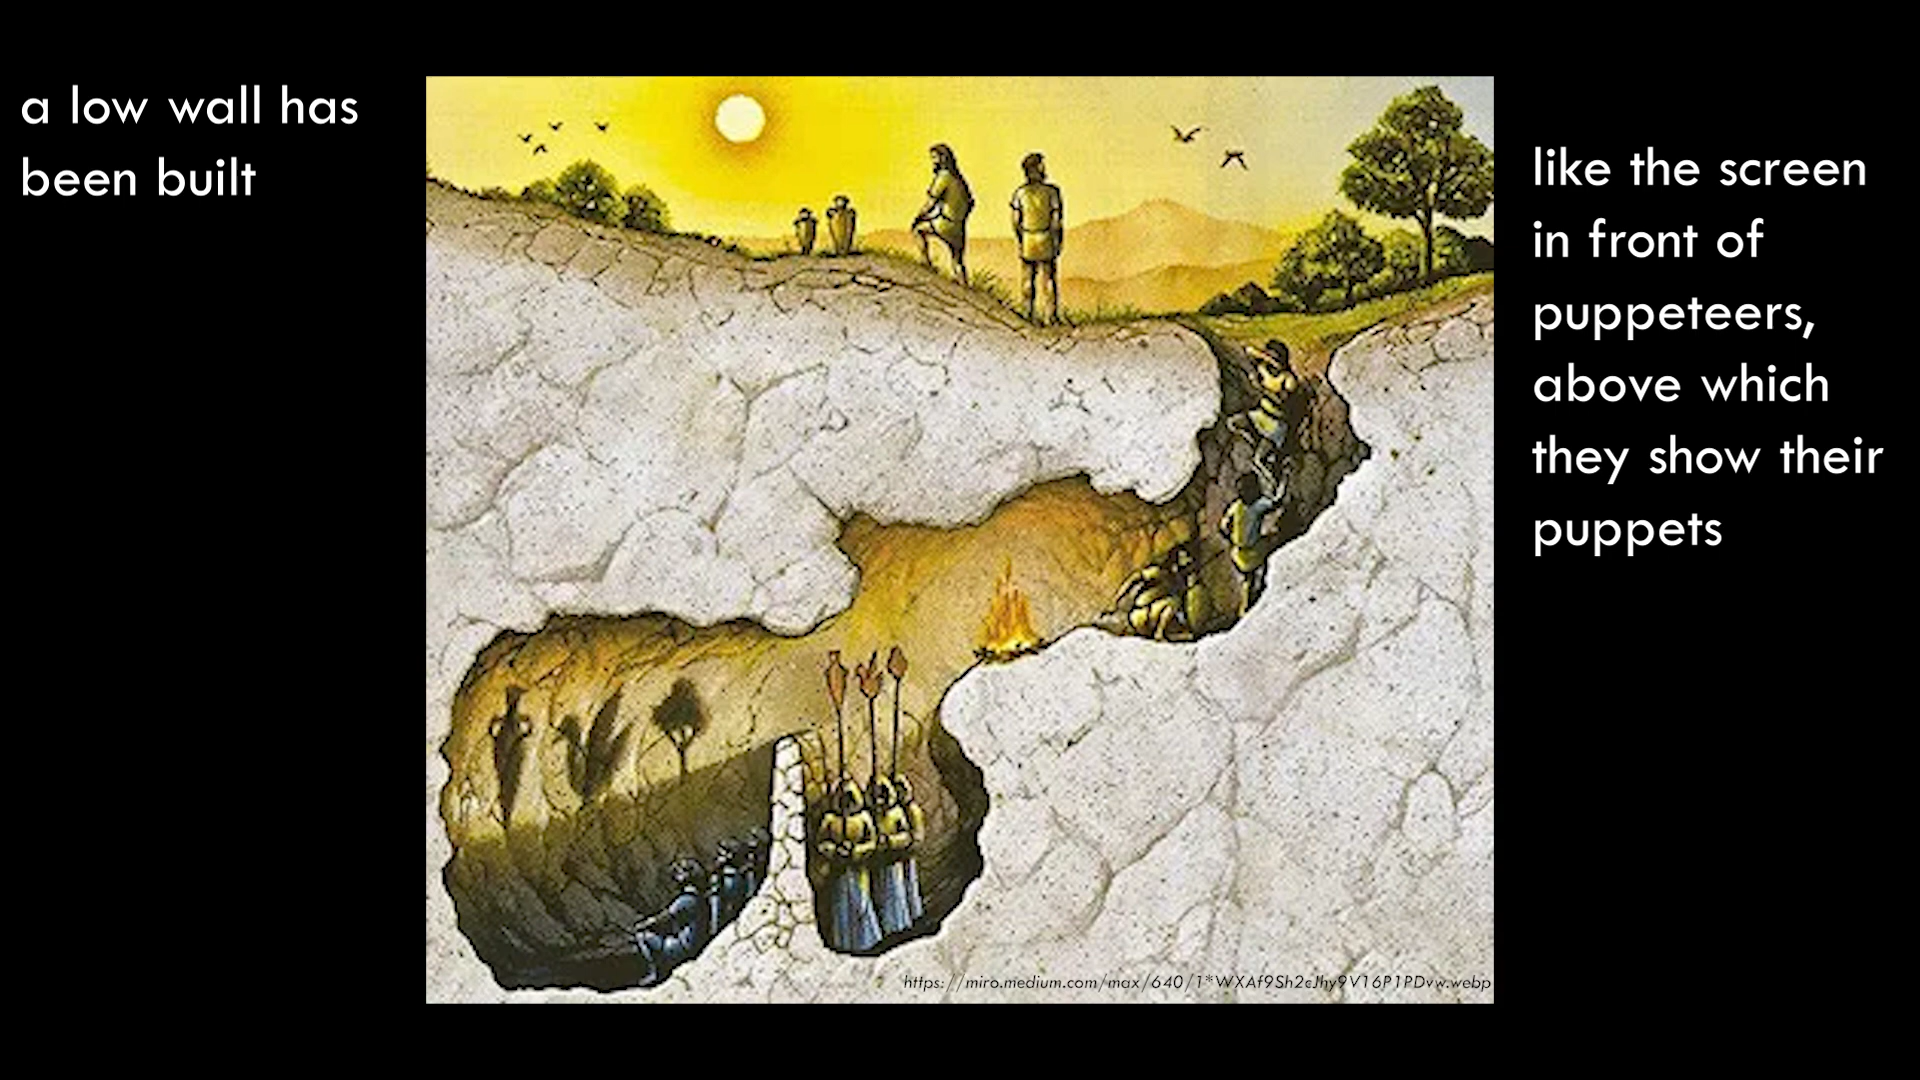 a low wall has
been built
like the screen
in front of
puppeteers,
above which
they show their
puppets
https://miro.medium.com/max/640/1*WXAf9Sh2cJhy9V16P1PDvw.webp